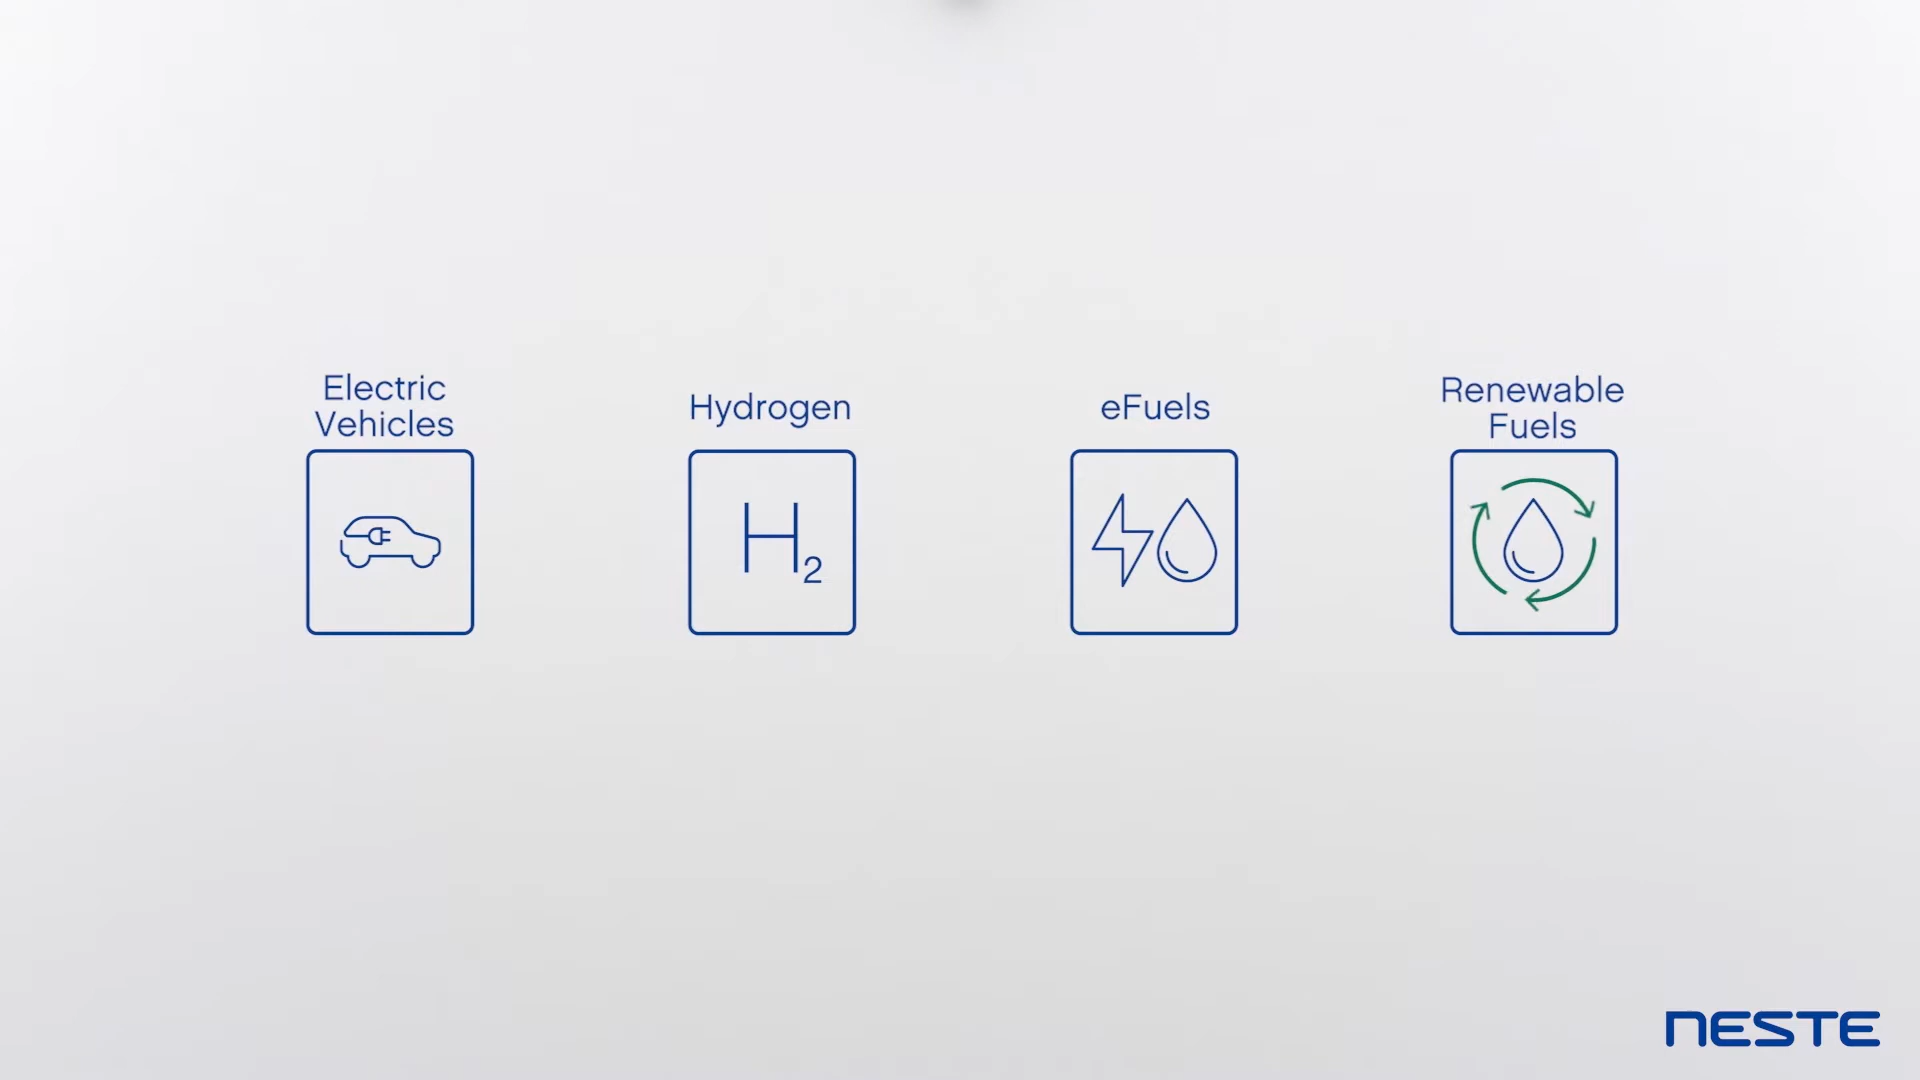 Electric
Vehicles
Hydrogen
eFuels
Renewable
Fuels
H2
NESTE